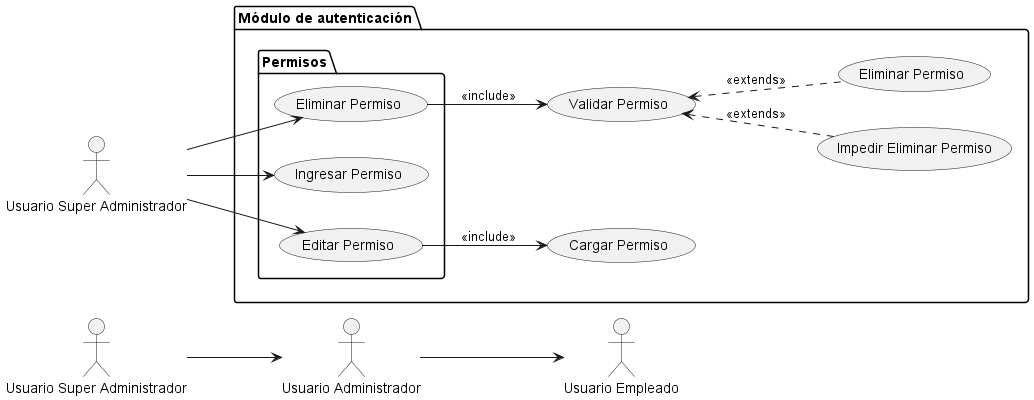 Módulo de autenticación
Permisos
Eliminar Permiso
«include»
Validar Permiso
«extends»
Eliminar Permiso
«extends»
Impedir Eliminar Permiso
Ingresar Permiso
Usuario Super Administrador
Editar Permiso
«include»
Cargar Permiso
Usuario Super Administrador
Usuario Administrador
Usuario Empleado